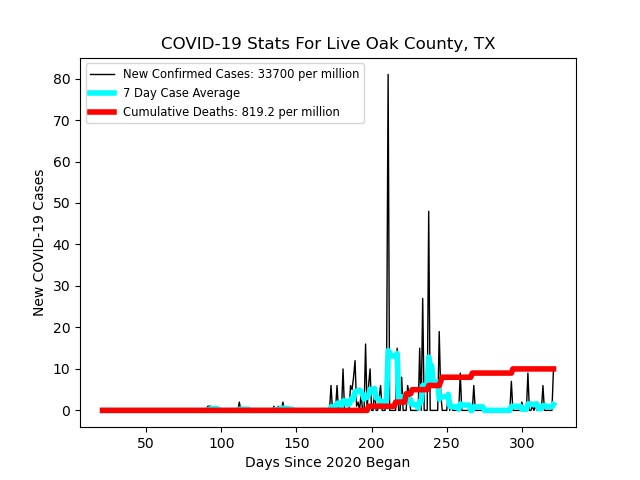 COVID-19 Stats For Live Oak County, TX
New Confirmed Cases: 33700 per million
7 Day Case Average
Cumulative Deaths: 819.2 per million
New COVID-19 Cases
80
70
60
50
40
30
20
10
0
50 100 150 200 250 300
Days Since 2020 Began